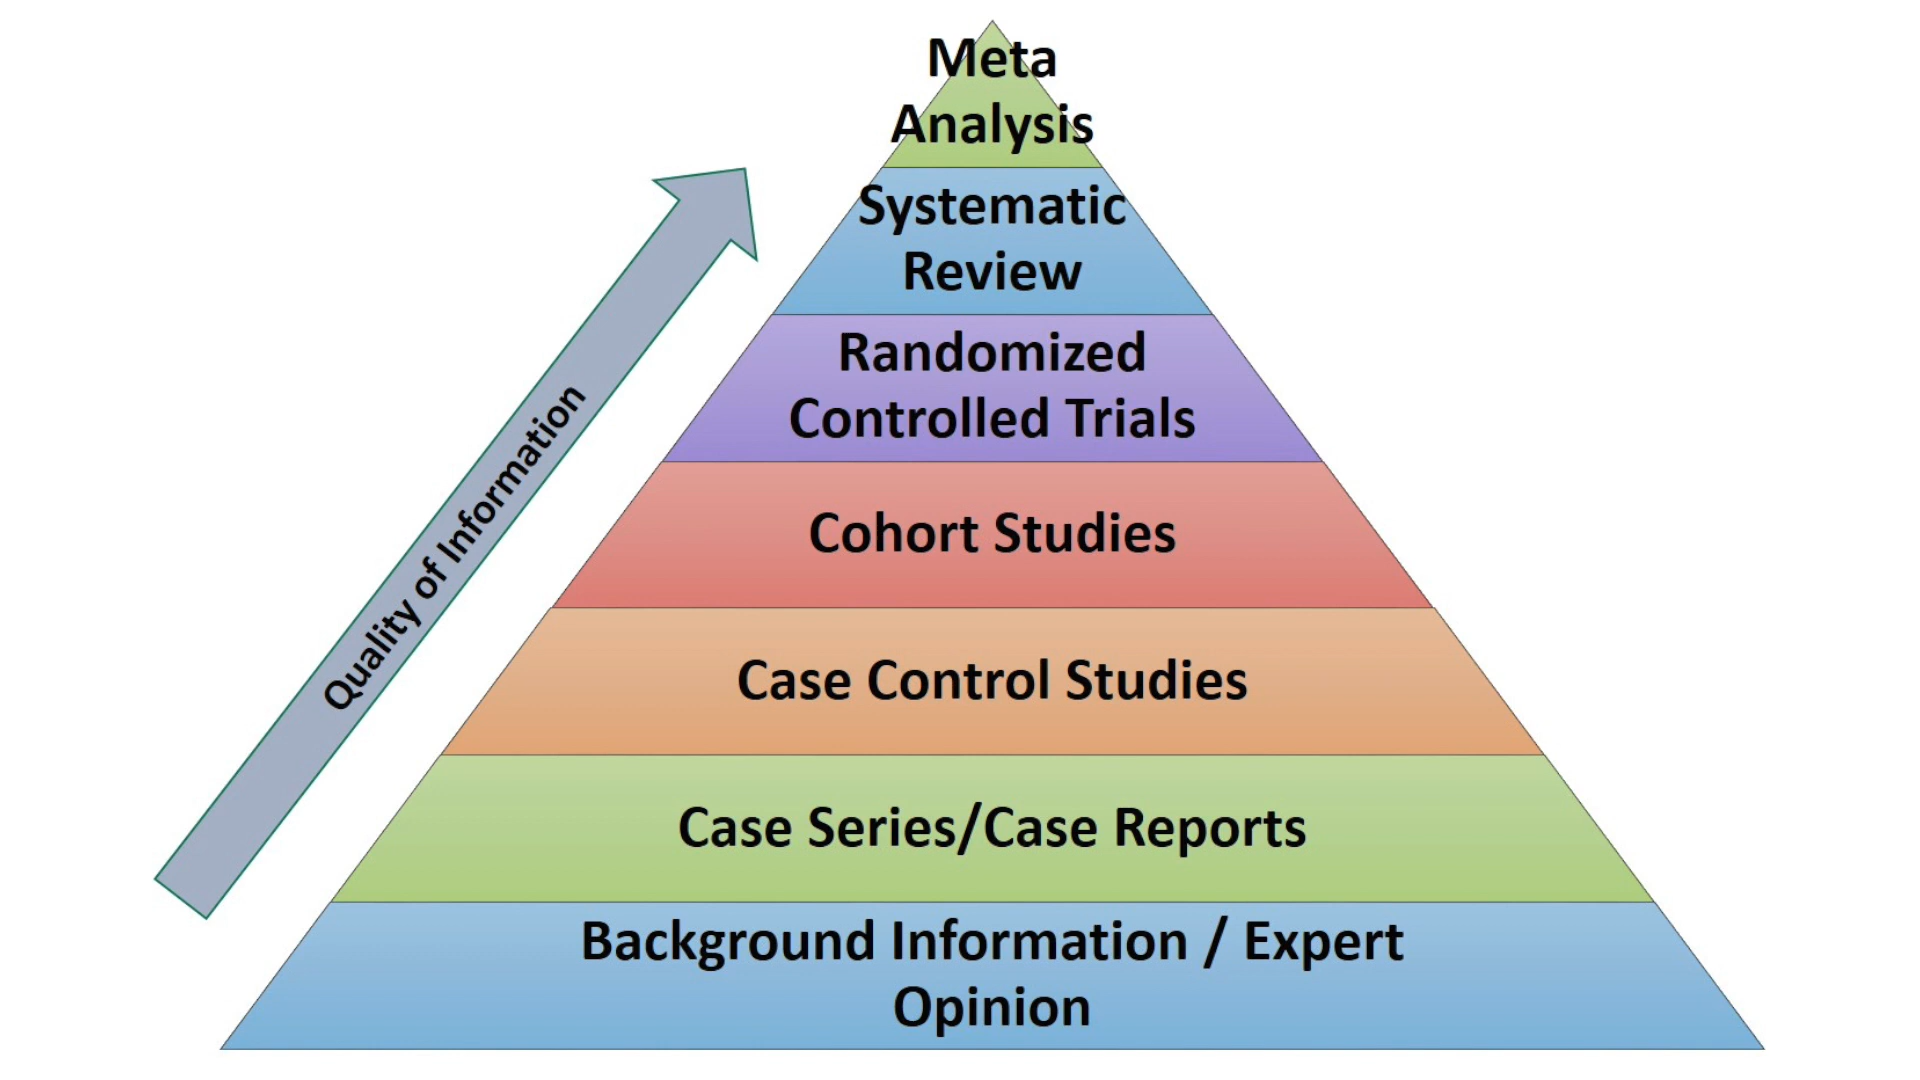 Meta
Analysis
Systematic
Review
Randomized
Controlled Trials
Cohort Studies
Case Control Studies
Case Series/Case Reports
Background Information / Expert
Opinion
Quality of Information